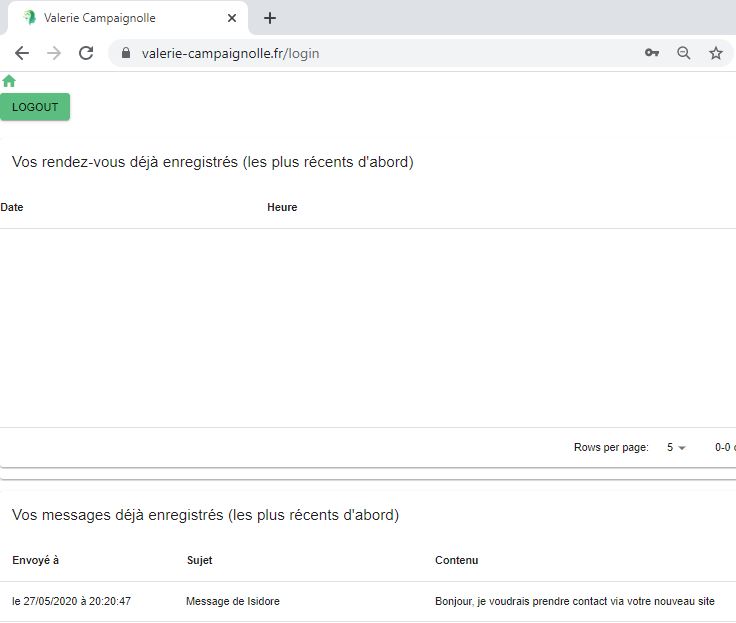 Valerie Campaignolle
valerie-campaignolle.fr/login
LOGOUT
Vos rendez-vous déjà enregistrés (les plus récents d'abord)
Date Heure
Rows per page: 5 0-0
Vos messages déjà enregistrés (les plus récents d'abord)
Envoyé à Sujet Contenu
le 27/05/2020 à 20:20:47 Message de Isidore Bonjour, je voudrais prendre contact via votre nouveau site